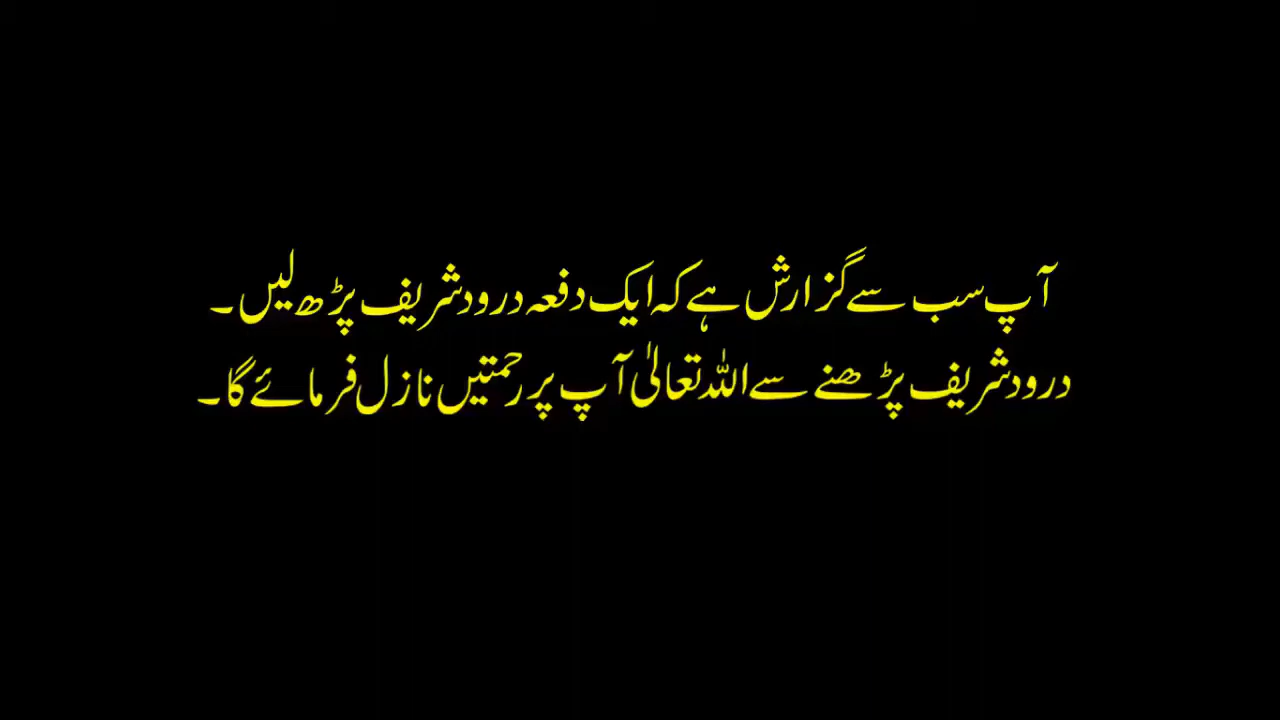 آپ سب سے گزارش ہے کہ ایک دفعہ درود شریف پڑھ لیں۔
درود شریف پڑھنے سے اللہ تعالیٰ آپ پر رحمتیں نازل فرمائے گا۔